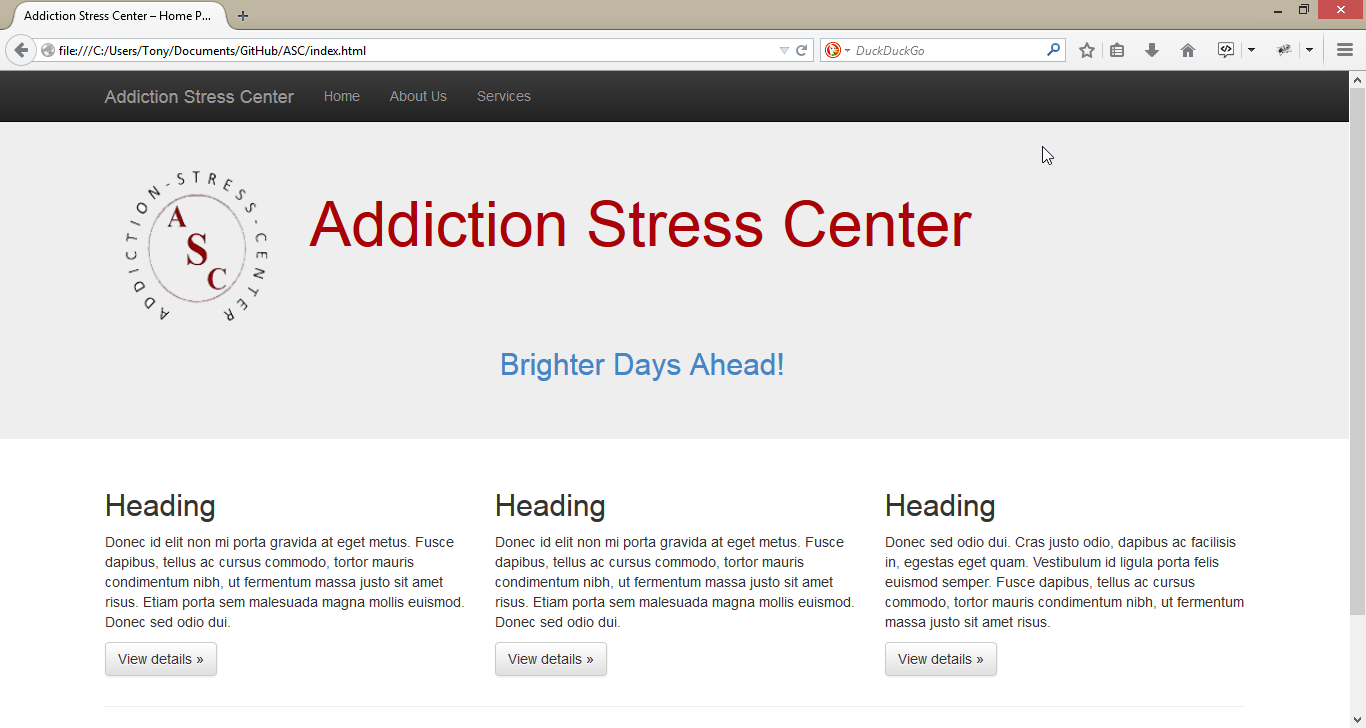 Addiction Stress Center – Home P...
file:///C:/Users/Tony/Documents/GitHub/ASC/index.html
DuckDuckGo
Addiction Stress Center Home About Us Services
ADDICTION-STRESS-CENTER
A
S
C
Addiction Stress Center
Brighter Days Ahead!
Heading
Donec id elit non mi porta gravida at eget metus. Fusce
dapibus, tellus ac cursus commodo, tortor mauris
condimentum nibh, ut fermentum massa justo sit amet
risus. Etiam porta sem malesuada magna mollis euismod.
Donec sed odio dui.
View details »
Heading
Donec id elit non mi porta gravida at eget metus. Fusce
dapibus, tellus ac cursus commodo, tortor mauris
condimentum nibh, ut fermentum massa justo sit amet
risus. Etiam porta sem malesuada magna mollis euismod.
Donec sed odio dui.
View details »
Heading
Donec sed odio dui. Cras justo odio, dapibus ac facilisis
in, egestas eget quam. Vestibulum id ligula porta felis
euismod semper. Fusce dapibus, tellus ac cursus
commodo, tortor mauris condimentum nibh, ut fermentum
massa justo sit amet risus.
View details »